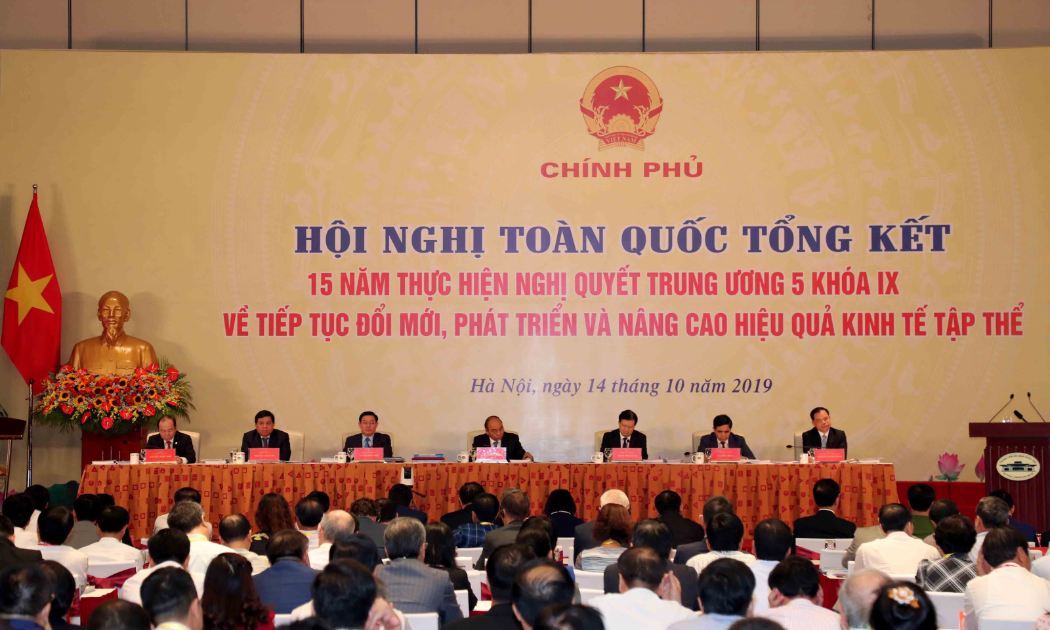 VIỆT NAM
CHÍNH PHỦ
HỘI NGHỊ TOÀN QUỐC TỔNG KẾT
15 NĂM THỰC HIỆN NGHỊ QUYẾT TRUNG ƯƠNG 5 KHÓA IX
VỀ TIẾP TỤC ĐỔI MỚI, PHÁT TRIỂN VÀ NÂNG CAO HIỆU QUẢ KINH TẾ TẬP THỂ
Hà Nội, ngày 14 tháng 10 năm 2019